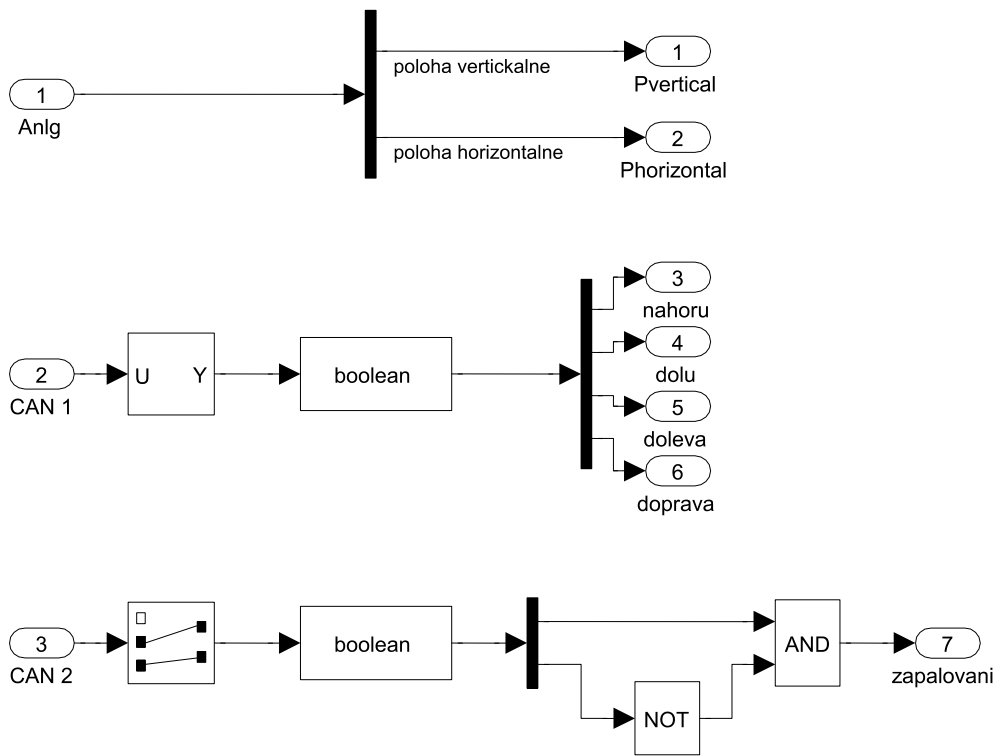 1
Anlg
poloha vertickalne
1
Pvertical
poloha horizontalne
2
Phorizontal
2
CAN 1
U Y
boolean
3
nahoru
4
dolu
5
doleva
6
doprava
3
CAN 2
boolean
NOT
AND
7
zapalovani